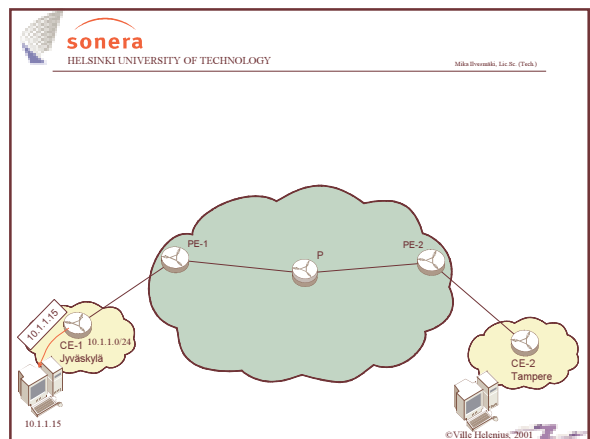 sonera
HELSINKI UNIVERSITY OF TECHNOLOGY
Mika Ilvesmäki, Lic.Sc. (Tech.)
PE-1
P
PE-2
10.1.1.15
CE-1
10.1.1.0/24
Jyväskylä
CE-2
Tampere
10.1.1.15
©Ville Helenius, 2001